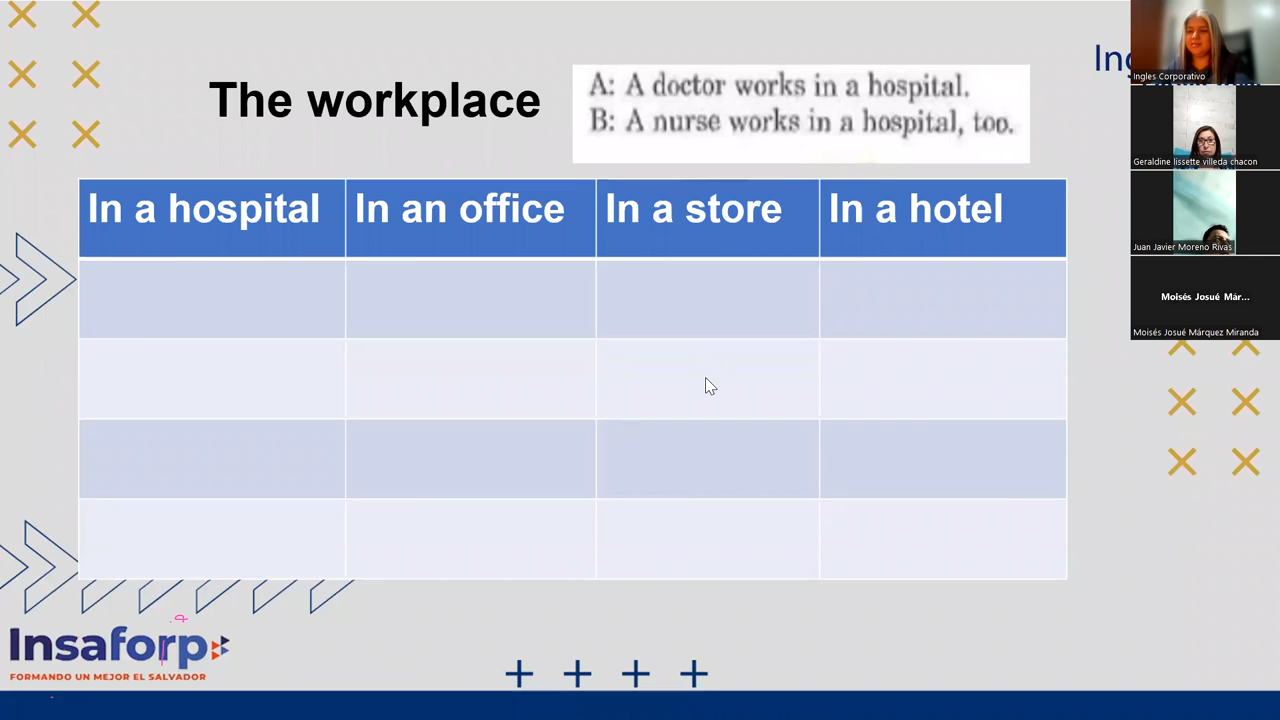 The workplace
A: A doctor works in a hospital.
B: A nurse works in a hospital, too.
In a hospital In an office In a store In a hotel
Insaforp
FORMANDO UN MEJOR EL SALVADOR
Ingles Corporativo
Geraldine lissette villeda chacon
Juan Javier Moreno Rivas
Moisés Josué Már...
Moisés Josué Márquez Miranda